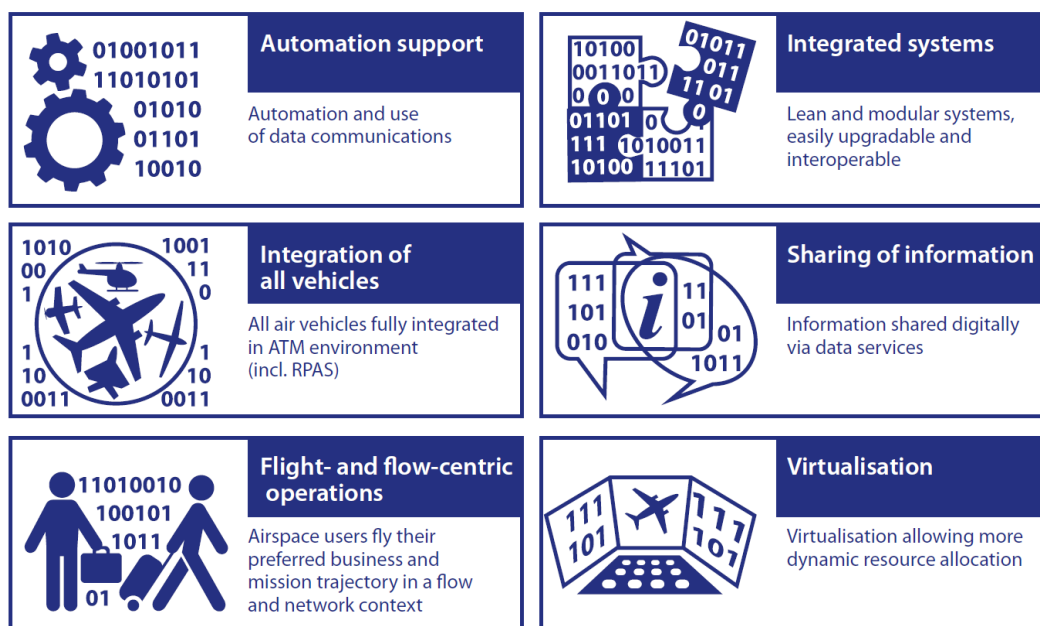 01001011
11010101
01010
01101
10010
Automation support
Automation and use
of data communications
10100
0011011
0 0 0
01101 0 1
111 1010011
10100 11101
01011
011
11 01
0
Integrated systems
Lean and modular systems,
easily upgradable and
interoperable
1010
00
1
1001
11
0
1
10
0011
1
10
0011
Integration of
all vehicles
All air vehicles fully integrated
in ATM environment
(incl. RPAS)
111
101
010
i
11
01
01
1011
Sharing of information
Information shared digitally
via data services
11010010
100101
1011
01
Flight- and flow-centric
operations
Airspace users fly their
preferred business and
mission trajectory in a flow
and network context
111
101
111
101
Virtualisation
Virtualisation allowing more
dynamic resource allocation